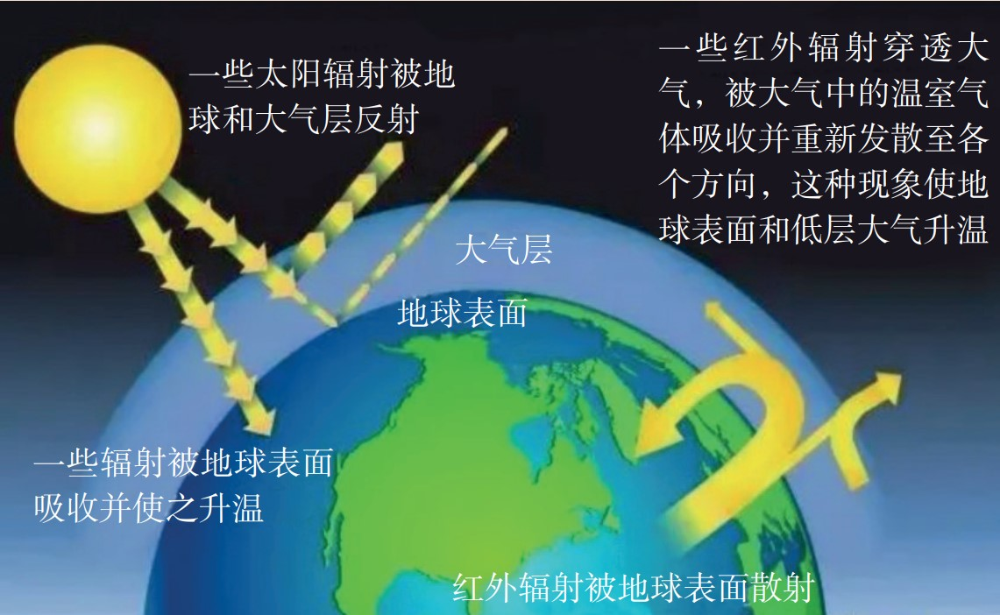 一些太阳辐射被地
球和大气层反射
一些红外辐射穿透大
气，被大气中的温室气
体吸收并重新发散至各
个方向，这种现象使地
球表面和低层大气升温
大气层
地球表面
一些辐射被地球表面
吸收并使之升温
红外辐射被地球表面散射